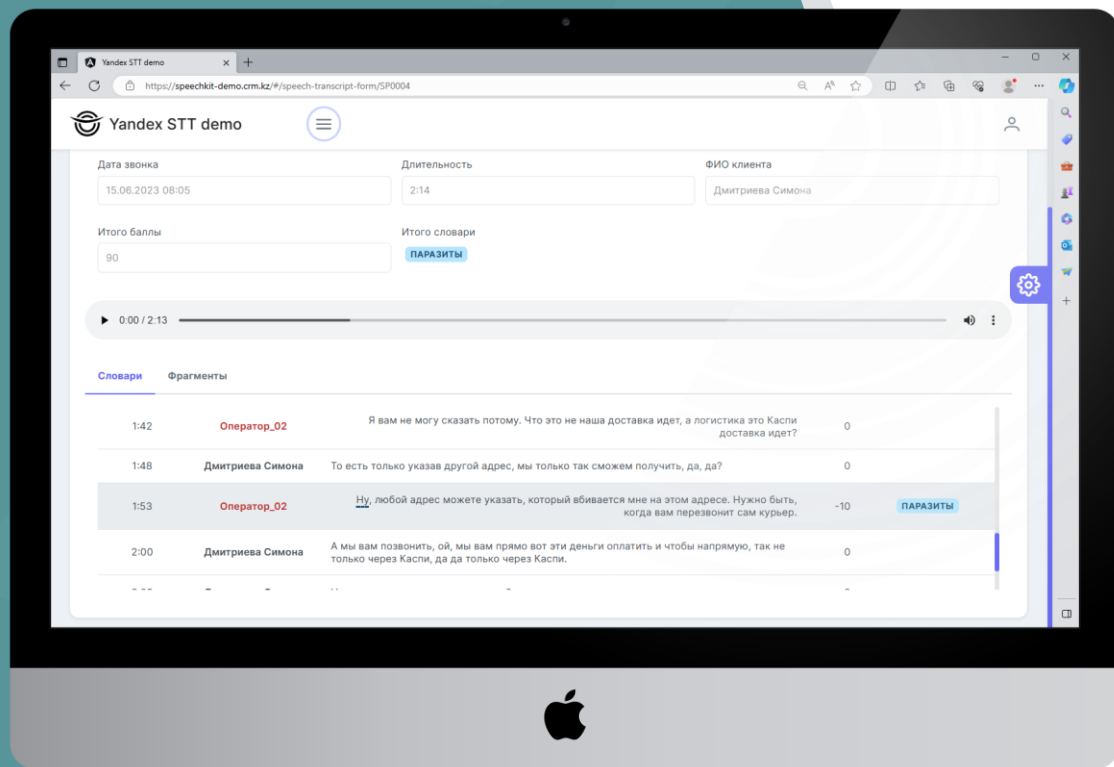 Yandex STT demo
https://speechkit-demo.crm.kz/#/speech-transcript-form/SP0004
Yandex STT demo
Дата звонка
Длительность
ФИО клиента
15.06.2023 08:05
2:14
Дмитриева Симона
Итого баллы
Итого словари
90
ПАРАЗИТЫ
0:00 / 2:13
Словари
Фрагменты
1:42
Оператор_02
Я вам не могу сказать потому. Что это не наша доставка идет, а логистика это Каспи
доставка идет?
0
1:48
Дмитриева Симона
То есть только указав другой адрес, мы только так сможем получить, да, да?
0
1:53
Оператор_02
Ну, любой адрес можете указать, который вбивается мне на этом адресе. Нужно быть,
когда вам перезвонит сам курьер.
-10
ПАРАЗИТЫ
2:00
Дмитриева Симона
А мы вам позвонить, ой, мы вам прямо вот эти деньги оплатить и чтобы напрямую, так не
только через Каспи, да да только через Каспи.
0